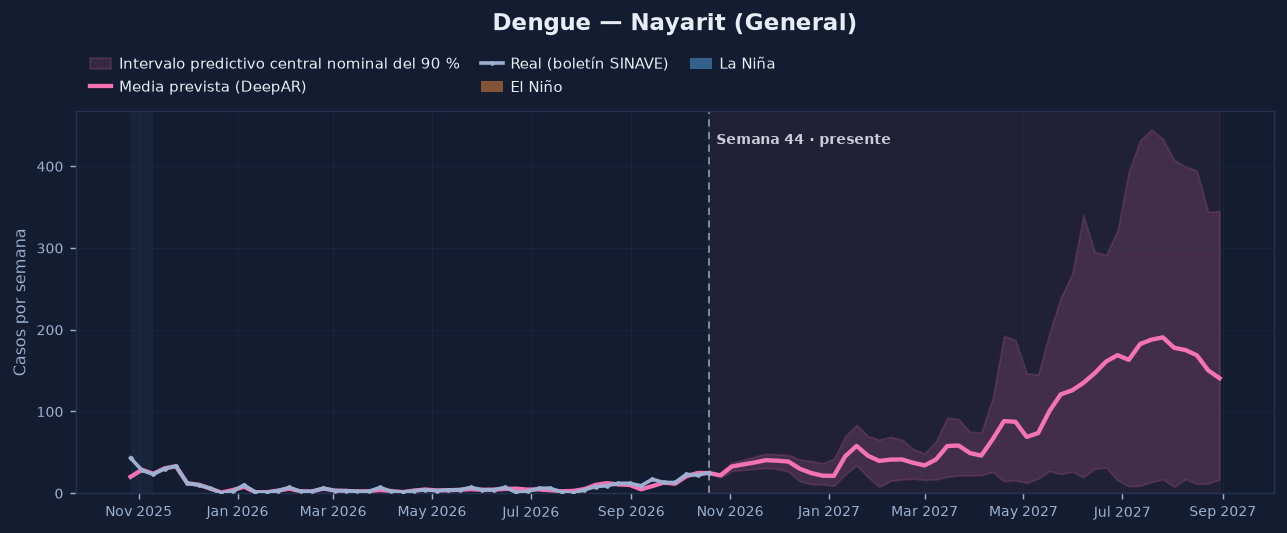 Dengue — Nayarit (General)
Intervalo predictivo central nominal del 90 %
Real (boletín SINAVE)
La Niña
Media prevista (DeepAR)
El Niño
Semana 44 · presente
Casos por semana
400
300
200
100
0
Nov 2025
Jan 2026
Mar 2026
May 2026
Jul 2026
Sep 2026
Nov 2026
Jan 2027
Mar 2027
May 2027
Jul 2027
Sep 2027